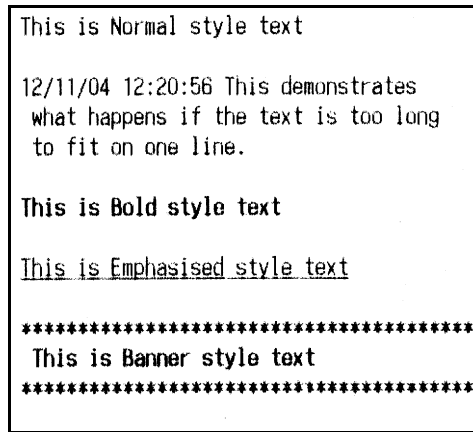 This is Normal style text
12/11/04 12:20:56 This demonstrates
what happens if the text is too long
to fit on one line.
This is Bold style text
This is Emphasised style text
****************************************
This is Banner style text
****************************************